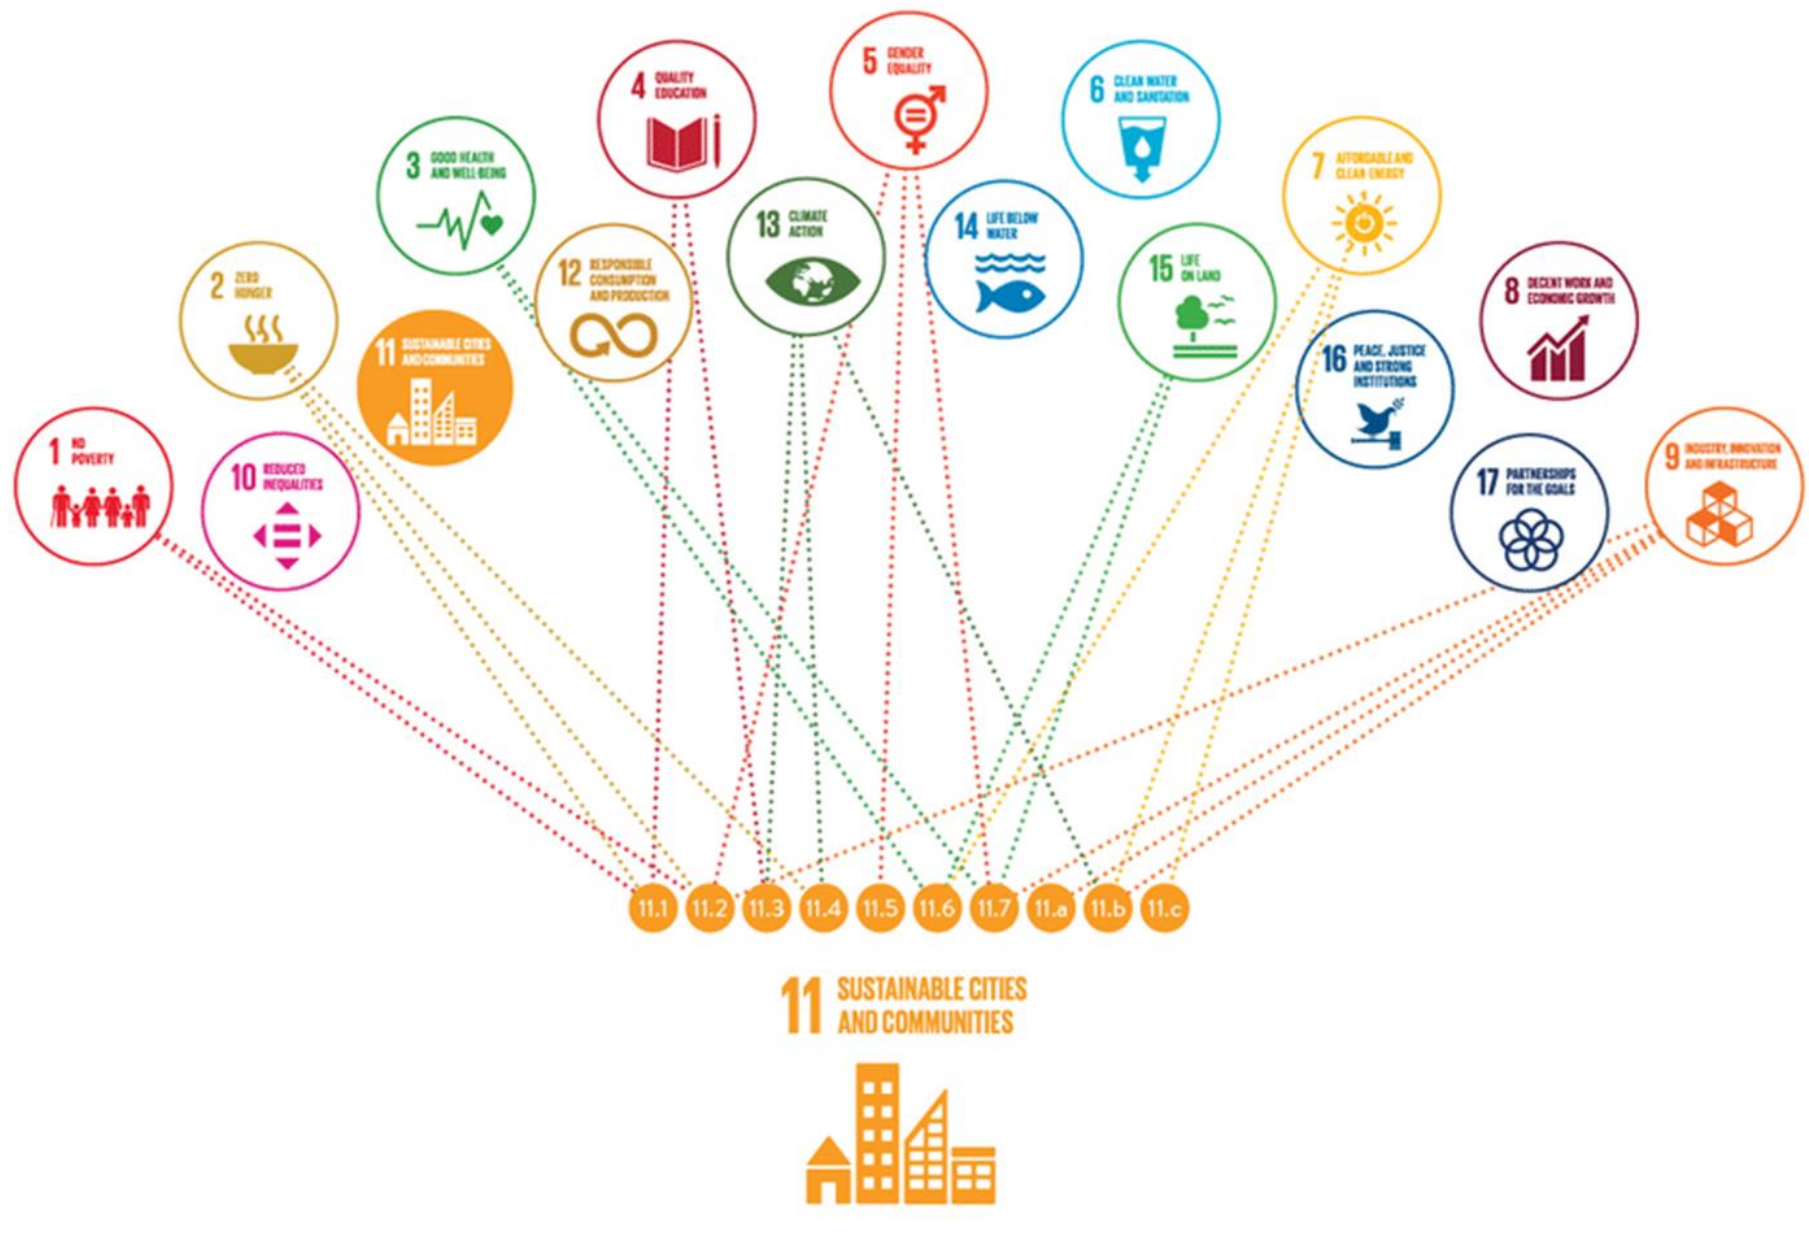 1 NO
POVERTY
2 ZERO
HUNGER
3 GOOD HEALTH
AND WELL-BEING
4 QUALITY
EDUCATION
5 GENDER
EQUALITY
6 CLEAN WATER
AND SANITATION
7 AFFORDABLE AND
CLEAN ENERGY
8 DECENT WORK AND
ECONOMIC GROWTH
9 INDUSTRY, INNOVATION
AND INFRASTRUCTURE
10 REDUCED
INEQUALITIES
11 SUSTAINABLE CITIES
AND COMMUNITIES
12 RESPONSIBLE
CONSUMPTION
AND PRODUCTION
13 CLIMATE
ACTION
14 LIFE BELOW
WATER
15 LIFE
ON LAND
16 PEACE, JUSTICE
AND STRONG
INSTITUTIONS
17 PARTNERSHIPS
FOR THE GOALS
11.1 11.2 11.3 11.4 11.5 11.6 11.7 11.a 11.b 11.c
11 SUSTAINABLE CITIES
AND COMMUNITIES